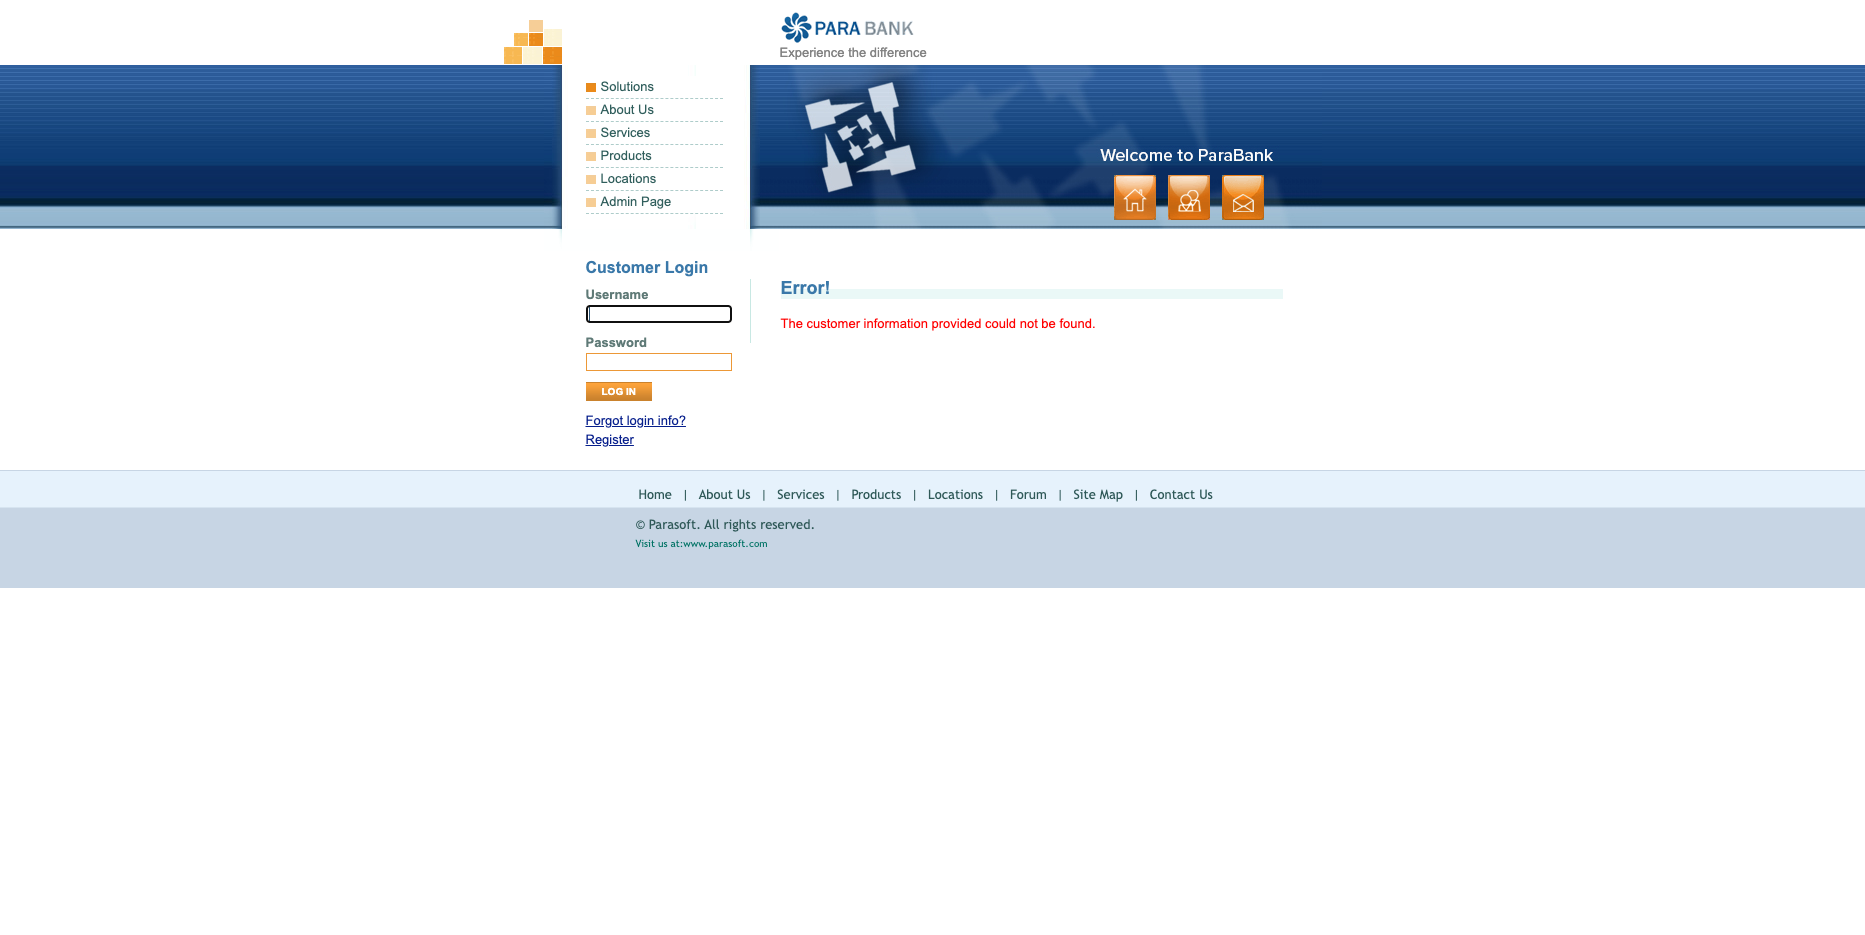 PARA BANK
Experience the difference
Solutions
About Us
Services
Products
Locations
Admin Page
Welcome to ParaBank
Customer Login
Username
Password
LOG IN
Forgot login info?
Register
Error!
The customer information provided could not be found.
Home | About Us | Services | Products | Locations | Forum | Site Map | Contact Us
© Parasoft. All rights reserved.
Visit us at:www.parasoft.com